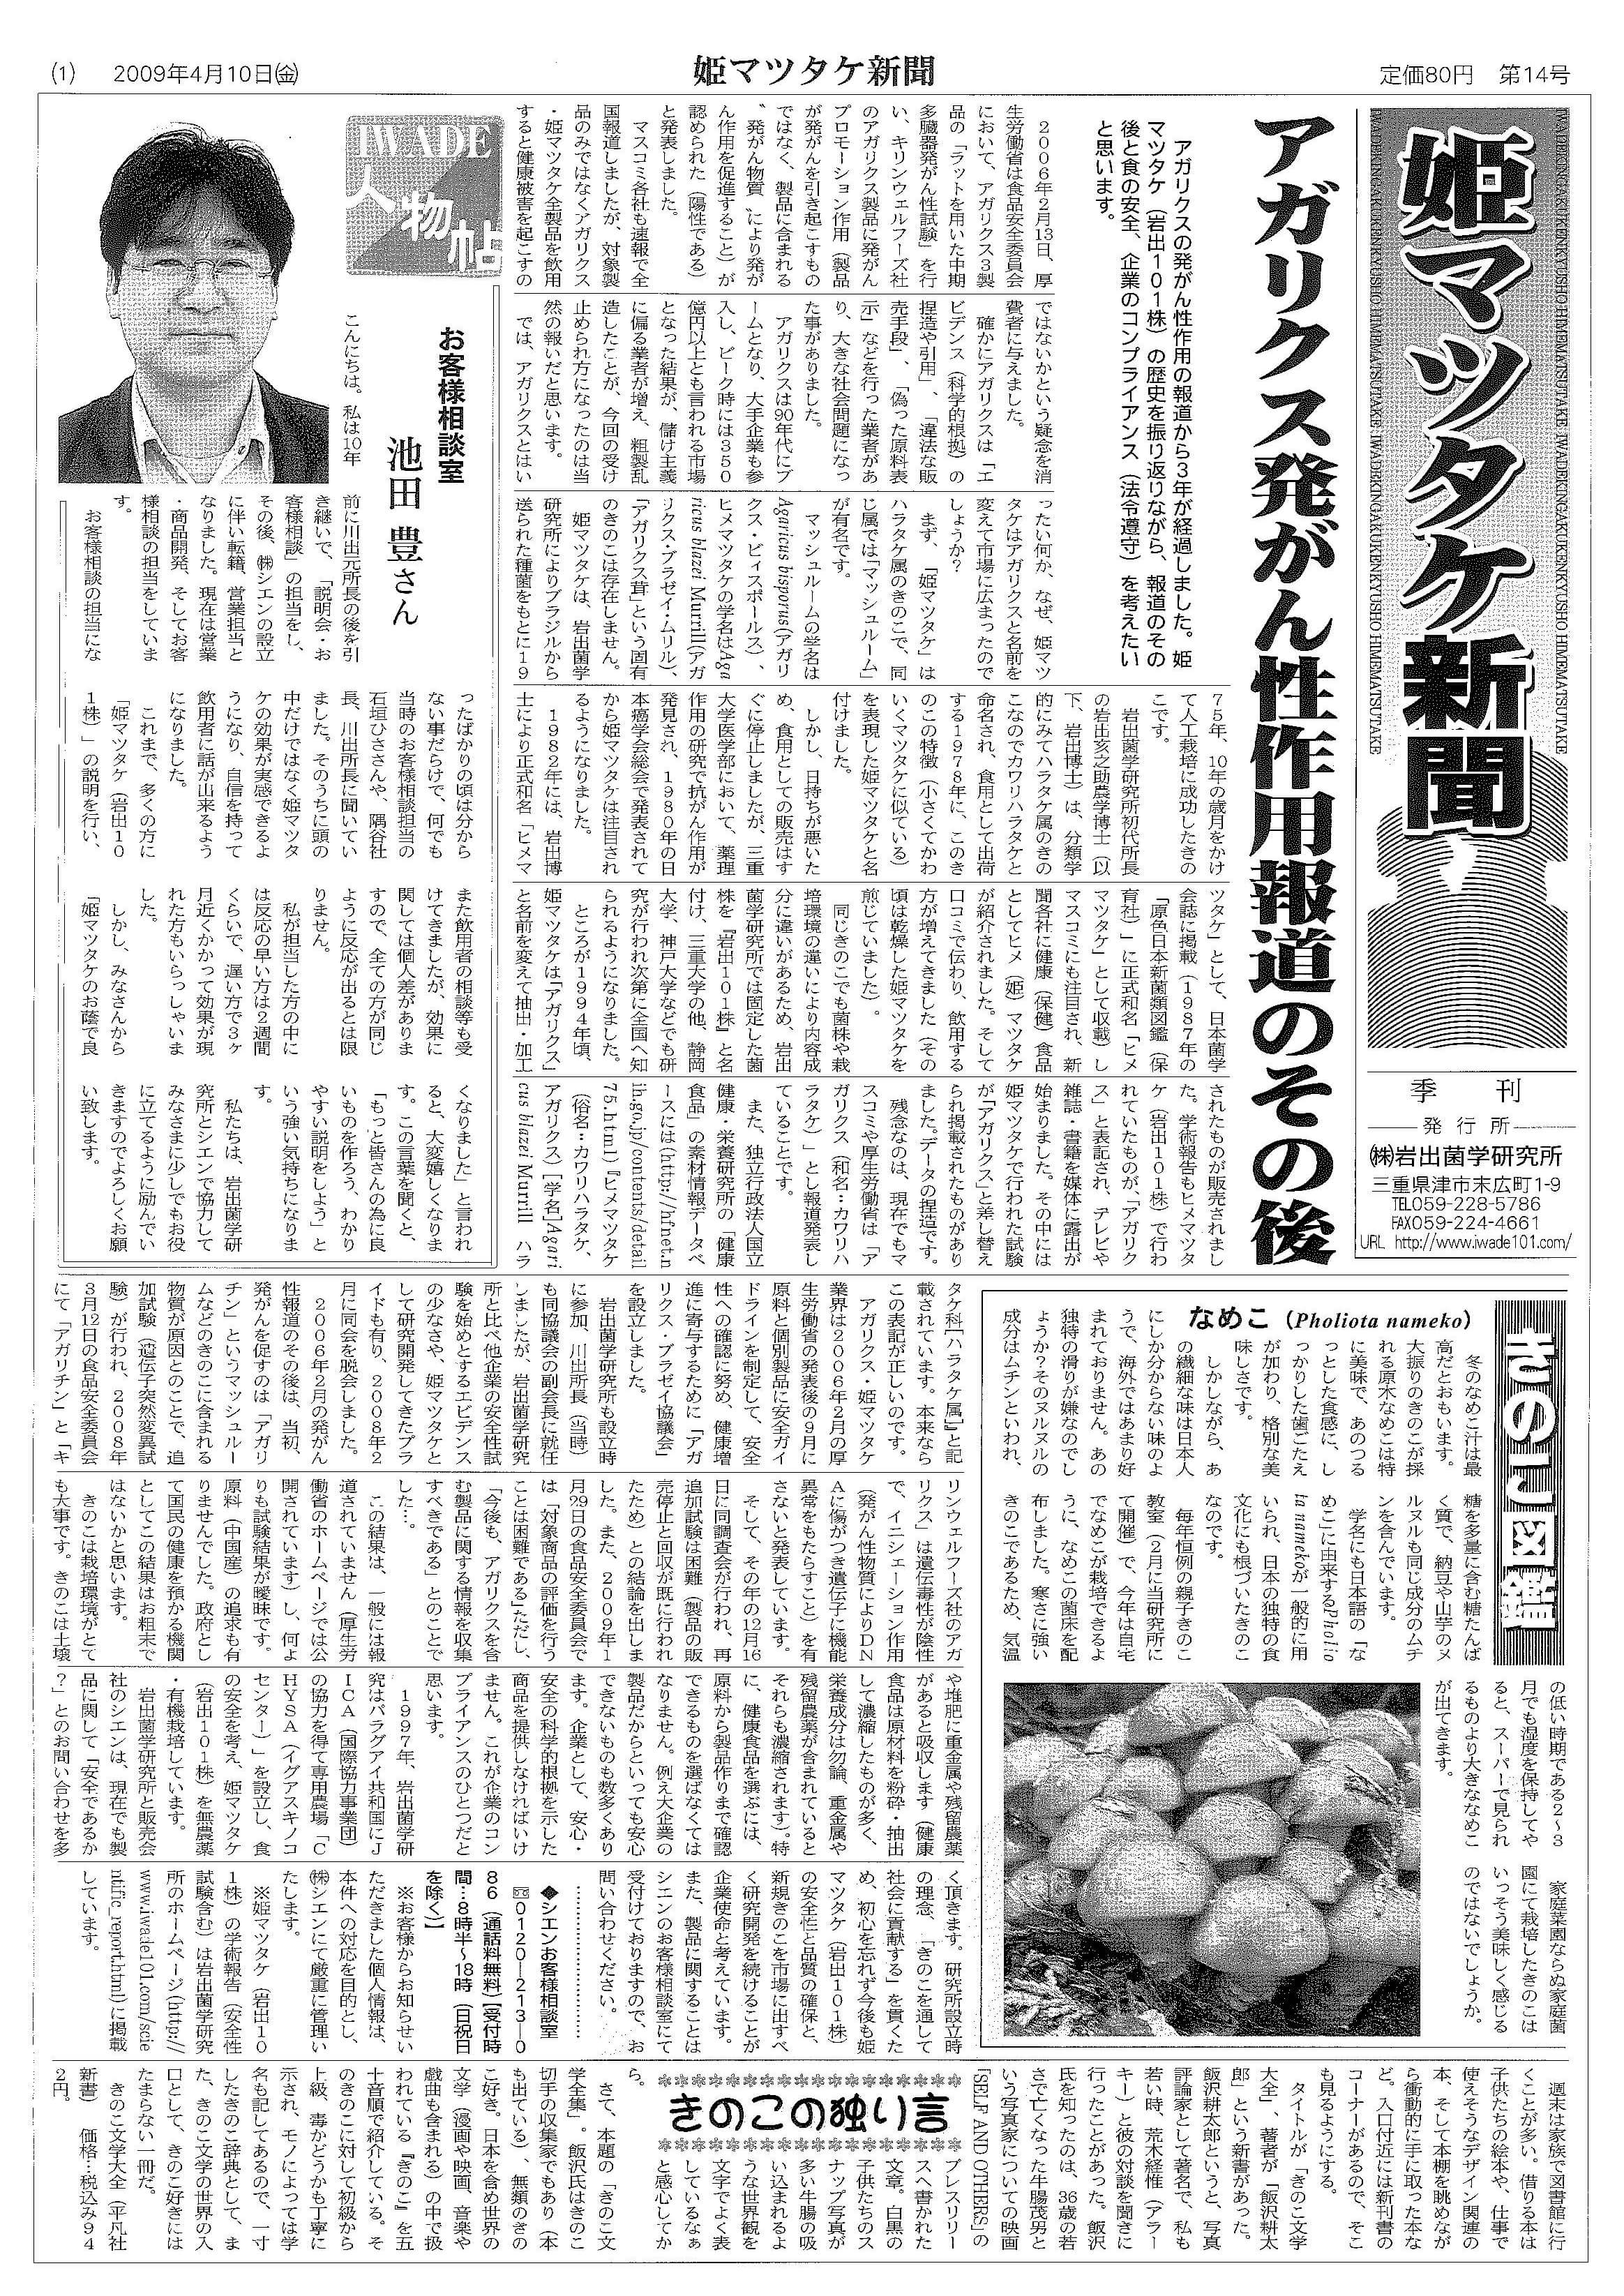 (1)
2009年4月10日(金)
姫マツタケ新聞
定価80円 第14号
姫マツタケ新聞
季刊
発行所
㈱岩出菌学研究所
三重県津市末広町1-9
TEL059-228-5786
FAX059-224-4661
URL http://www.iwade101.com/
アガリクス発がん性作用報道のその後
アガリクスの発がん性作用の報道から3年が経過しました。姫
マツタケ(岩出101株)の歴史を振り返りながら、報道のその
後と食の安全、企業のコンプライアンス(法令遵守)を考えたい
と思います。
2006年2月13日、厚
生労働省は食品安全委員会
において、アガリクス3製
品の「ラットを用いた中期
多臓器発がん性試験」を行
い、キリンウェルフーズ社
のアガリクス製品に発がん
プロモーション作用(製品
が発がんを引き起こすもの
ではなく、製品に含まれる
〝発がん物質〟により発が
ん作用を促進すること)が
認められた(陽性である)
と発表しました。
マスコミ各社も速報で全
国報道しましたが、対象製
品のみではなくアガリクス
・姫マツタケ全製品を飲用
すると健康被害を起こすの
ではないかという疑念を消
費者に与えました。
確かにアガリクスは「エ
ビデンス(科学的根拠)の
捏造や引用」、「違法な販
売手段」、「偽った原料表
示」などを行った業者があ
り、大きな社会問題になっ
た事がありました。
アガリクスは90年代にブ
ームとなり、大手企業も参
入し、ピーク時には350
億円以上とも言われる市場
となった結果が、儲け主義
に偏る業者が増え、粗製乱
造したことが、今回の受け
止められ方になったのは当
然の報いだと思います。
では、アガリクスとはい
ったい何か、なぜ、姫マツ
タケはアガリクスと名前を
変えて市場に広まったので
しょうか?
まず、「姫マツタケ」は
ハラタケ属のきのこで、同
じ属では「マッシュルーム」
が有名です。
マッシュルームの学名は
Agaricus bisporus(アガリ
クス・ビィスポールス)、
ヒメマツタケの学名はAga
ricus blazei Murrill(アガ
リクス・ブラゼイ・ムリル)、
「アガリクス茸」という固有
のきのこは存在しません。
姫マツタケは、岩出菌学
研究所によりブラジルから
送られた種菌をもとに19
75年、10年の歳月をかけ
て人工栽培に成功したきの
こです。
岩出菌学研究所初代所長
の岩出亥之助農学博士(以
下、岩出博士)は、分類学
的にみてハラタケ属のきの
こなのでカワリハラタケと
命名され、食用として出荷
する1978年に、このき
のこの特徴(小さくてかわ
いくマツタケに似ている)
を表現した姫マツタケと名
付けました。
しかし、日持ちが悪いた
め、食用としての販売はす
ぐに停止しましたが、三重
大学医学部において、薬理
作用の研究で抗がん作用が
発見され、1980年の日
本癌学会総会で発表されて
から姫マツタケは注目され
るようになりました。
1982年には、岩出博
士により正式和名「ヒメマ
ツタケ」として、日本菌学
会誌に掲載(1987年の
「原色日本新菌類図鑑(保
育社)」に正式和名「ヒメ
マツタケ」として収載)し
マスコミにも注目され、新
聞各社に健康(保健)食品
としてヒメ(姫)マツタケ
が紹介されました。そして
口コミで伝わり、飲用する
方が増えてきました(その
頃は乾燥した姫マツタケを
煎じていました)。
同じきのこでも菌株や栽
培環境の違いにより内容成
分に違いがあるため、岩出
菌学研究所では固定した菌
株を『岩出101株』と名
付け、三重大学の他、静岡
大学、神戸大学などでも研
究が行われ次第に全国へ知
られるようになりました。
ところが1994年頃、
姫マツタケは「アガリクス」
と名前を変えて抽出・加工
されたものが販売されまし
た。学術報告もヒメマツタ
ケ(岩出101株)で行わ
れていたものが、「アガリク
ス」と表記され、テレビや
雑誌・書籍を媒体に露出が
始まりました。その中には
姫マツタケで行われた試験
が「アガリクス」と差し替え
られ掲載されたものがあり
ました。データの捏造です。
残念なのは、現在でもマ
スコミや厚生労働省は「ア
ガリクス(和名:カワリハ
ラタケ)」とし報道発表し
ていることです。
また、独立行政法人国立
健康・栄養研究所の「健康
食品」の素材情報データベ
ースには(http://hfnet.n
ih.go.jp/contents/detail
75.html)『ヒメマツタケ
(俗名:カワリハラタケ、
アガリクス)[学名]Agari
cus blazei Murrill ハラ
タケ科[ハラタケ属]』と記
載されています。本来なら
この表記が正しいのです。
アガリクス・姫マツタケ
業界は2006年2月の厚
生労働省の発表後の9月に
原料と個別製品に安全ガイ
ドラインを制定して、安全
性への確認に努め、健康増
進に寄与するために「アガ
リクス・ブラゼイ協議会」
を設立しました。
岩出菌学研究所も設立時
に参加、川出所長(当時)
も同協議会の副会長に就任
しましたが、岩出菌学研究
所と比べ他企業の安全性試
験を始めとするエビデンス
の少なさや、姫マツタケと
して研究開発してきたプラ
イドも有り、2008年2
月に同会を脱会しました。
2006年2月の発がん
性報道のその後は、当初、
発がんを促すのは「アガリ
チン」というマッシュルー
ムなどのきのこに含まれる
物質が原因とのことで、追
加試験(遺伝子突然変異試
験)が行われ、2008年
3月12日の食品安全委員会
にて「アガリチン」と「キ
リンウェルフーズ社のアガ
リクス」は遺伝毒性が陰性
で、イニシェーション作用
(発がん性物質によりDN
Aに傷がつき遺伝子に機能
異常をもたらすこと)を有
さないと発表しています。
そして、その年の12月16
日に同調査会が行われ、再
追加試験は困難(製品の販
売停止と回収が既に行われ
たため)との結論を出しま
した。また、2009年1
月29日の食品安全委員会で
は「対象商品の評価を行う
ことは困難である」ただし、
「今後も、アガリクスを含
む製品に関する情報を収集
すべきである」とのことで
した…。
この結果は、一般には報
道されていません(厚生労
働省のホームページでは公
開されています)し、何よ
りも試験結果が曖昧です。
原料(中国産)の追求も有
りませんでした。政府とし
て国民の健康を預かる機関
としてこの結果はお粗末で
はないかと思います。
きのこは栽培環境がとて
も大事です。きのこは土壌
や堆肥に重金属や残留農薬
があると吸収します(健康
食品は原材料を粉砕・抽出
して濃縮したものが多く、
栄養成分は勿論、重金属や
残留農薬が含まれていると
それらも濃縮されます)。特
に、健康食品を選ぶには、
原料から製品作りまで確認
できるものを選ばなくては
なりません。例え大企業の
製品だからといっても安心
できないものも数多くあり
ます。企業として、安心・
安全の科学的根拠を示した
商品を提供しなければいけ
ません。これが企業のコン
プライアンスのひとつだと
思います。
1997年、岩出菌学研
究はパラグアイ共和国にJ
ICA(国際協力事業団)
の協力を得て専用農場「C
HYSA(イグアスキノコ
センター)」を設立し、食
の安全を考え、姫マツタケ
(岩出101株)を無農薬
・有機栽培しています。
岩出菌学研究所と販売会
社のシエンは、現在でも製
品に関して「安全であるか
?」とのお問い合わせを多
く頂きます。研究所設立時
の理念、「きのこを通して
社会に貢献する」を貫くた
め、初心を忘れず今後も姫
マツタケ(岩出101株)
の安全性と品質の確保と、
新規きのこを市場に出すべ
く研究開発を続けることが
企業使命と考えています。
また、製品に関することは
シエンのお客様相談室にて
受付けておりますので、お
問い合わせください。
…………………………
◆シエンお客様相談室
0120―213―0
86(通話料無料)【受付時
間…8時半~18時(日祝日
を除く)】
※お客様からお知らせい
ただきました個人情報は、
本件への対応を目的とし、
㈱シエンにて厳重に管理い
たします。
※姫マツタケ(岩出10
1株)の学術報告(安全性
試験含む)は岩出菌学研究
所のホームページ(http://
www.iwade101.com/scie
ntific_report.html)に掲載
しています。
IWADE
人物帖
お客様相談室
池田 豊さん
こんにちは。私は10年
前に川出元所長の後を引
き継いで、「説明会・お
客様相談」の担当をし、
その後、㈱シエンの設立
に伴い転籍、営業担当と
なりました。現在は営業
・商品開発、そしてお客
様相談の担当をしていま
す。
お客様相談の担当にな
ったばかりの頃は分から
ない事だらけで、何でも
当時のお客様相談担当の
石垣ひささんや、隅谷社
長、川出所長に聞いてい
ました。そのうちに頭の
中だけではなく姫マツタ
ケの効果が実感できるよ
うになり、自信を持って
飲用者に話が出来るよう
になりました。
これまで、多くの方に
「姫マツタケ(岩出10
1株)」の説明を行い、
また飲用者の相談等も受
けてきましたが、効果に
関しては個人差がありま
すので、全ての方が同じ
ように反応が出るとは限
りません。
私が担当した方の中に
は反応の早い方は2週間
くらいで、遅い方で3ヶ
月近くかかって効果が現
れた方もいらっしゃいま
した。
しかし、みなさんから
「姫マツタケのお蔭で良
くなりました」と言われ
ると、大変嬉しくなりま
す。この言葉を聞くと、
「もっと皆さんの為に良
いものを作ろう、わかり
やすい説明をしよう」と
いう強い気持ちになりま
す。
私たちは、岩出菌学研
究所とシエンで協力して
みなさまに少しでもお役
に立てるように励んでい
きますのでよろしくお願
い致します。
きのこ図鑑
なめこ(Pholiota nameko)
冬のなめこ汁は最
高だとおもいます。
大振りのきのこが採
れる原木なめこは特
に美味で、あのつる
っとした食感に、し
っかりした歯ごたえ
が加わり、格別な美
味しさです。
しかしながら、あ
の繊細な味は日本人
にしか分からない味のよ
うで、海外ではあまり好
まれておりません。あの
独特の滑りが嫌なのでし
ょうか?そのヌルヌルの
成分はムチンといわれ、
糖を多量に含む糖たんぱ
く質で、納豆や山芋のヌ
ルヌルも同じ成分のムチ
ンを含んでいます。
学名にも日本語の「な
めこ」に由来するPholio
ta namekoが一般的に用
いられ、日本の独特の食
文化にも根づいたきのこ
なのです。
毎年恒例の親子きのこ
教室(2月に当研究所に
て開催)で、今年は自宅
でなめこが栽培できるよ
うに、なめこの菌床を配
布しました。寒さに強い
きのこであるため、気温
の低い時期である2~3
月でも湿度を保持してや
ると、スーパーで見られ
るものより大きななめこ
が出てきます。
家庭菜園ならぬ家庭菌
園にて栽培したきのこは
いっそう美味しく感じる
のではないでしょうか。
きのこの独り言
週末は家族で図書館に行
くことが多い。借りる本は
子供たちの絵本や、仕事で
使えそうなデザイン関連の
本、そして本棚を眺めなが
ら衝動的に手に取った本な
ど。入口付近には新刊書の
コーナーがあるので、そこ
も見るようにする。
タイトルが「きのこ文学
大全」、著者が「飯沢耕太
郎」という新書があった。
飯沢耕太郎というと、写真
評論家として著名で、私も
若い時、荒木経惟(アラー
キー)と彼の対談を聞きに
行ったことがあった。飯沢
氏を知ったのは、36歳の若
さで亡くなった牛腸茂男と
いう写真家についての映画
「SELF AND OTHERS」の
プレスリリー
スへ書かれた
文章。白黒の
子供たちのス
ナップ写真が
多い牛腸の吸
い込まれるよ
うな世界観を
文字でよく表
しているなぁ
と感心してか
ら。
さて、本題の「きのこ文
学全集」。飯沢氏はきのこ
切手の収集家でもあり(本
も出ている)、無類のきの
こ好き。日本を含め世界の
文学(漫画や映画、音楽や
戯曲も含まれる)の中で扱
われている『きのこ』を五
十音順で紹介している。そ
のきのこに対して初級から
上級、毒かどうかも丁寧に
示され、モノによっては学
名も記してあるので、一寸
したきのこ辞典として、ま
た、きのこ文学の世界の入
口として、きのこ好きには
たまらない一冊だ。
きのこ文学大全(平凡社
新書) 価格…税込み94
2円。